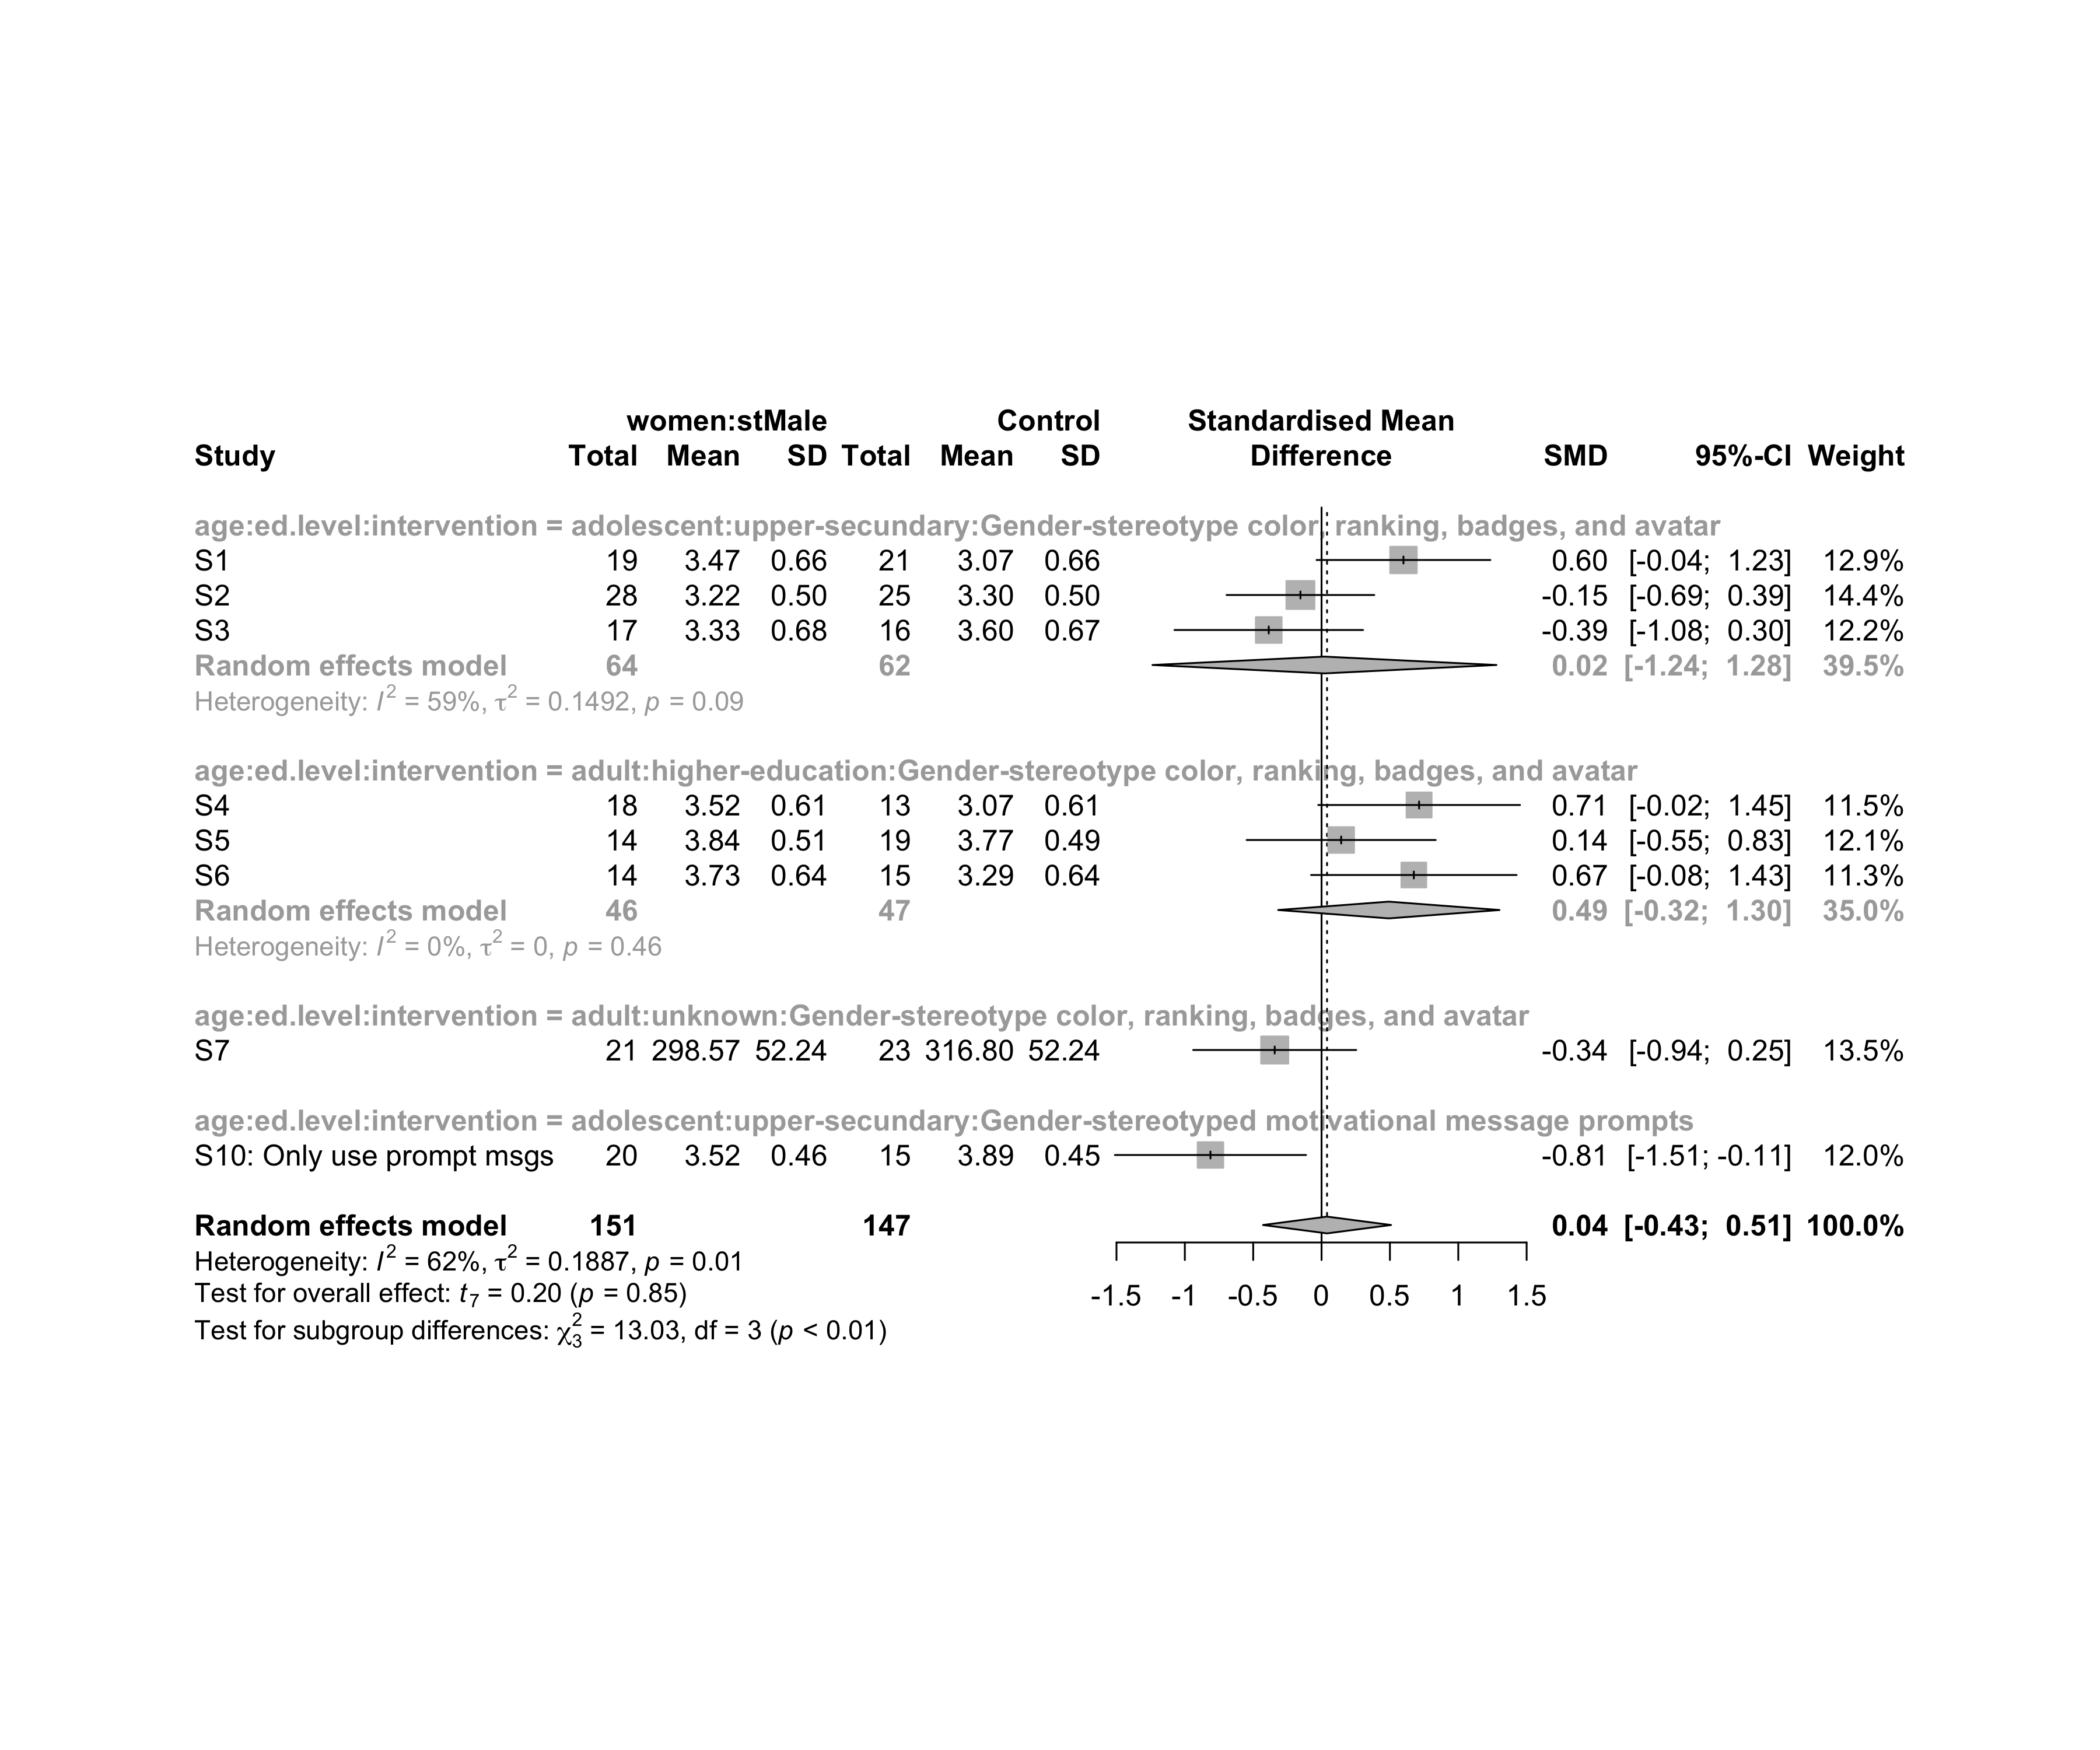 women:stMale Control Standardised Mean
Study Total Mean SD Total Mean SD Difference SMD 95%-CI Weight
age:ed.level:intervention = adolescent:upper-secundary:Gender-stereotype color, ranking, badges, and avatar
S1 19 3.47 0.66 21 3.07 0.66 0.60 [-0.04; 1.23] 12.9%
S2 28 3.22 0.50 25 3.30 0.50 -0.15 [-0.69; 0.39] 14.4%
S3 17 3.33 0.68 16 3.60 0.67 -0.39 [-1.08; 0.30] 12.2%
Random effects model 64 62 0.02 [-1.24; 1.28] 39.5%
Heterogeneity: I² = 59%, τ² = 0.1492, p = 0.09
age:ed.level:intervention = adult:higher-education:Gender-stereotype color, ranking, badges, and avatar
S4 18 3.52 0.61 13 3.07 0.61 0.71 [-0.02; 1.45] 11.5%
S5 14 3.84 0.51 19 3.77 0.49 0.14 [-0.55; 0.83] 12.1%
S6 14 3.73 0.64 15 3.29 0.64 0.67 [-0.08; 1.43] 11.3%
Random effects model 46 47 0.49 [-0.32; 1.30] 35.0%
Heterogeneity: I² = 0%, τ² = 0, p = 0.46
age:ed.level:intervention = adult:unknown:Gender-stereotype color, ranking, badges, and avatar
S7 21 298.57 52.24 23 316.80 52.24 -0.34 [-0.94; 0.25] 13.5%
age:ed.level:intervention = adolescent:upper-secundary:Gender-stereotyped motivational message prompts
S10: Only use prompt msgs 20 3.52 0.46 15 3.89 0.45 -0.81 [-1.51; -0.11] 12.0%
Random effects model 151 147 0.04 [-0.43; 0.51] 100.0%
Heterogeneity: I² = 62%, τ² = 0.1887, p = 0.01
Test for overall effect: t₇ = 0.20 (p = 0.85)
-1.5 -1 -0.5 0 0.5 1 1.5
Test for subgroup differences: χ²₃ = 13.03, df = 3 (p < 0.01)